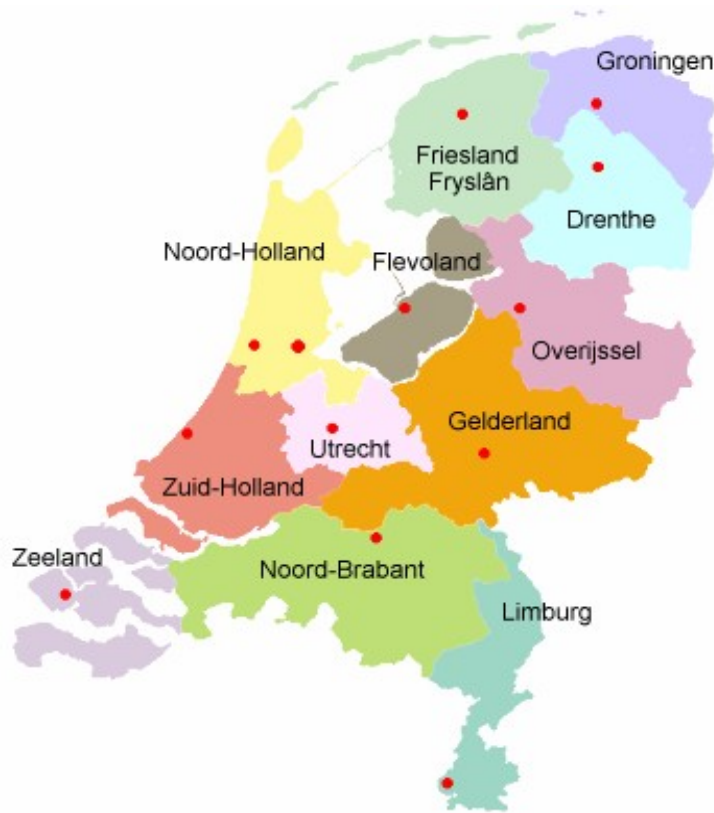 Groningen
Friesland
Fryslân
Drenthe
Noord-Holland
Flevoland
Overijssel
Gelderland
Utrecht
Zuid-Holland
Zeeland
Noord-Brabant
Limburg